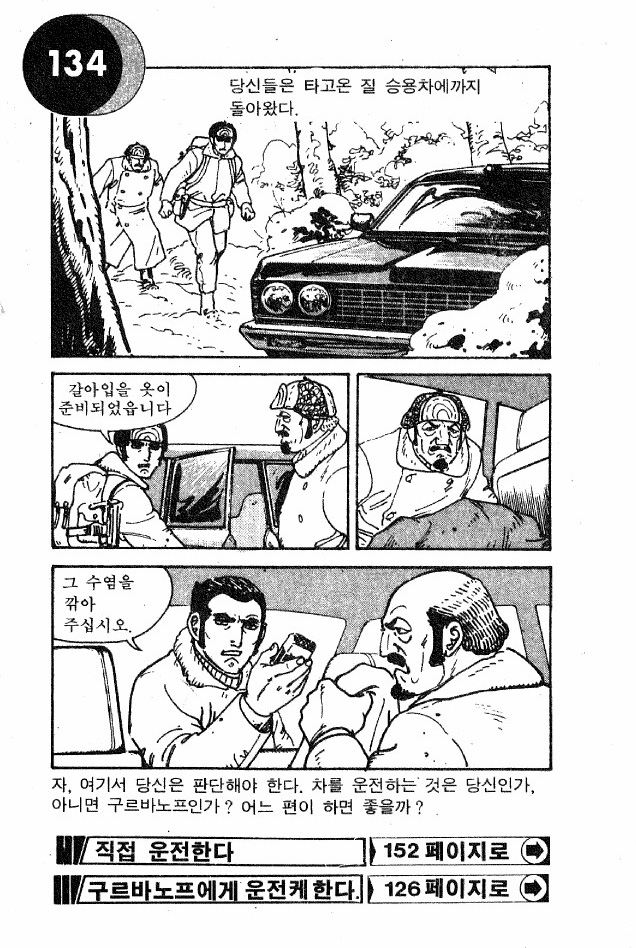 134
당신들은 타고온 질 승용차에까지
돌아왔다.
갈아입을 옷이
준비되었읍니다
그 수염을
깎아
주십시오.
자, 여기서 당신은 판단해야 한다. 차를 운전하는 것은 당신인가,
아니면 구르바노프인가? 어느 편이 하면 좋을까?
직접 운전한다 152 페이지로
구르바노프에게 운전케 한다. 126 페이지로